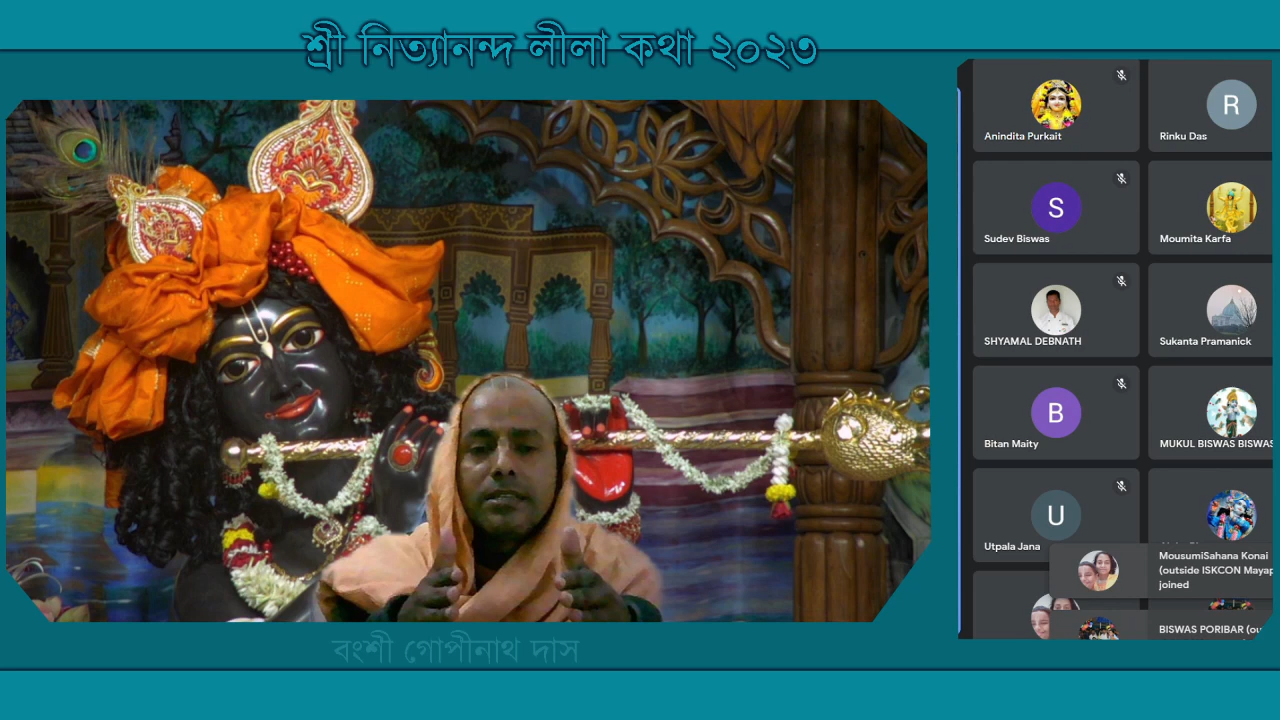 শ্রী নিত্যানন্দ লীলা কথা ২০২৩
Anindita Purkait
R
Rinku Das
S
Sudev Biswas
Moumita Karfa
SHYAMAL DEBNATH
Sukanta Pramanick
B
Bitan Maity
MUKUL BISWAS BISWAS
U
Utpala Jana
MousumiSahana Konai
(outside ISKCON Mayap
joined
BISWAS PORIBAR (ou
বংশী গোপীনাথ দাস